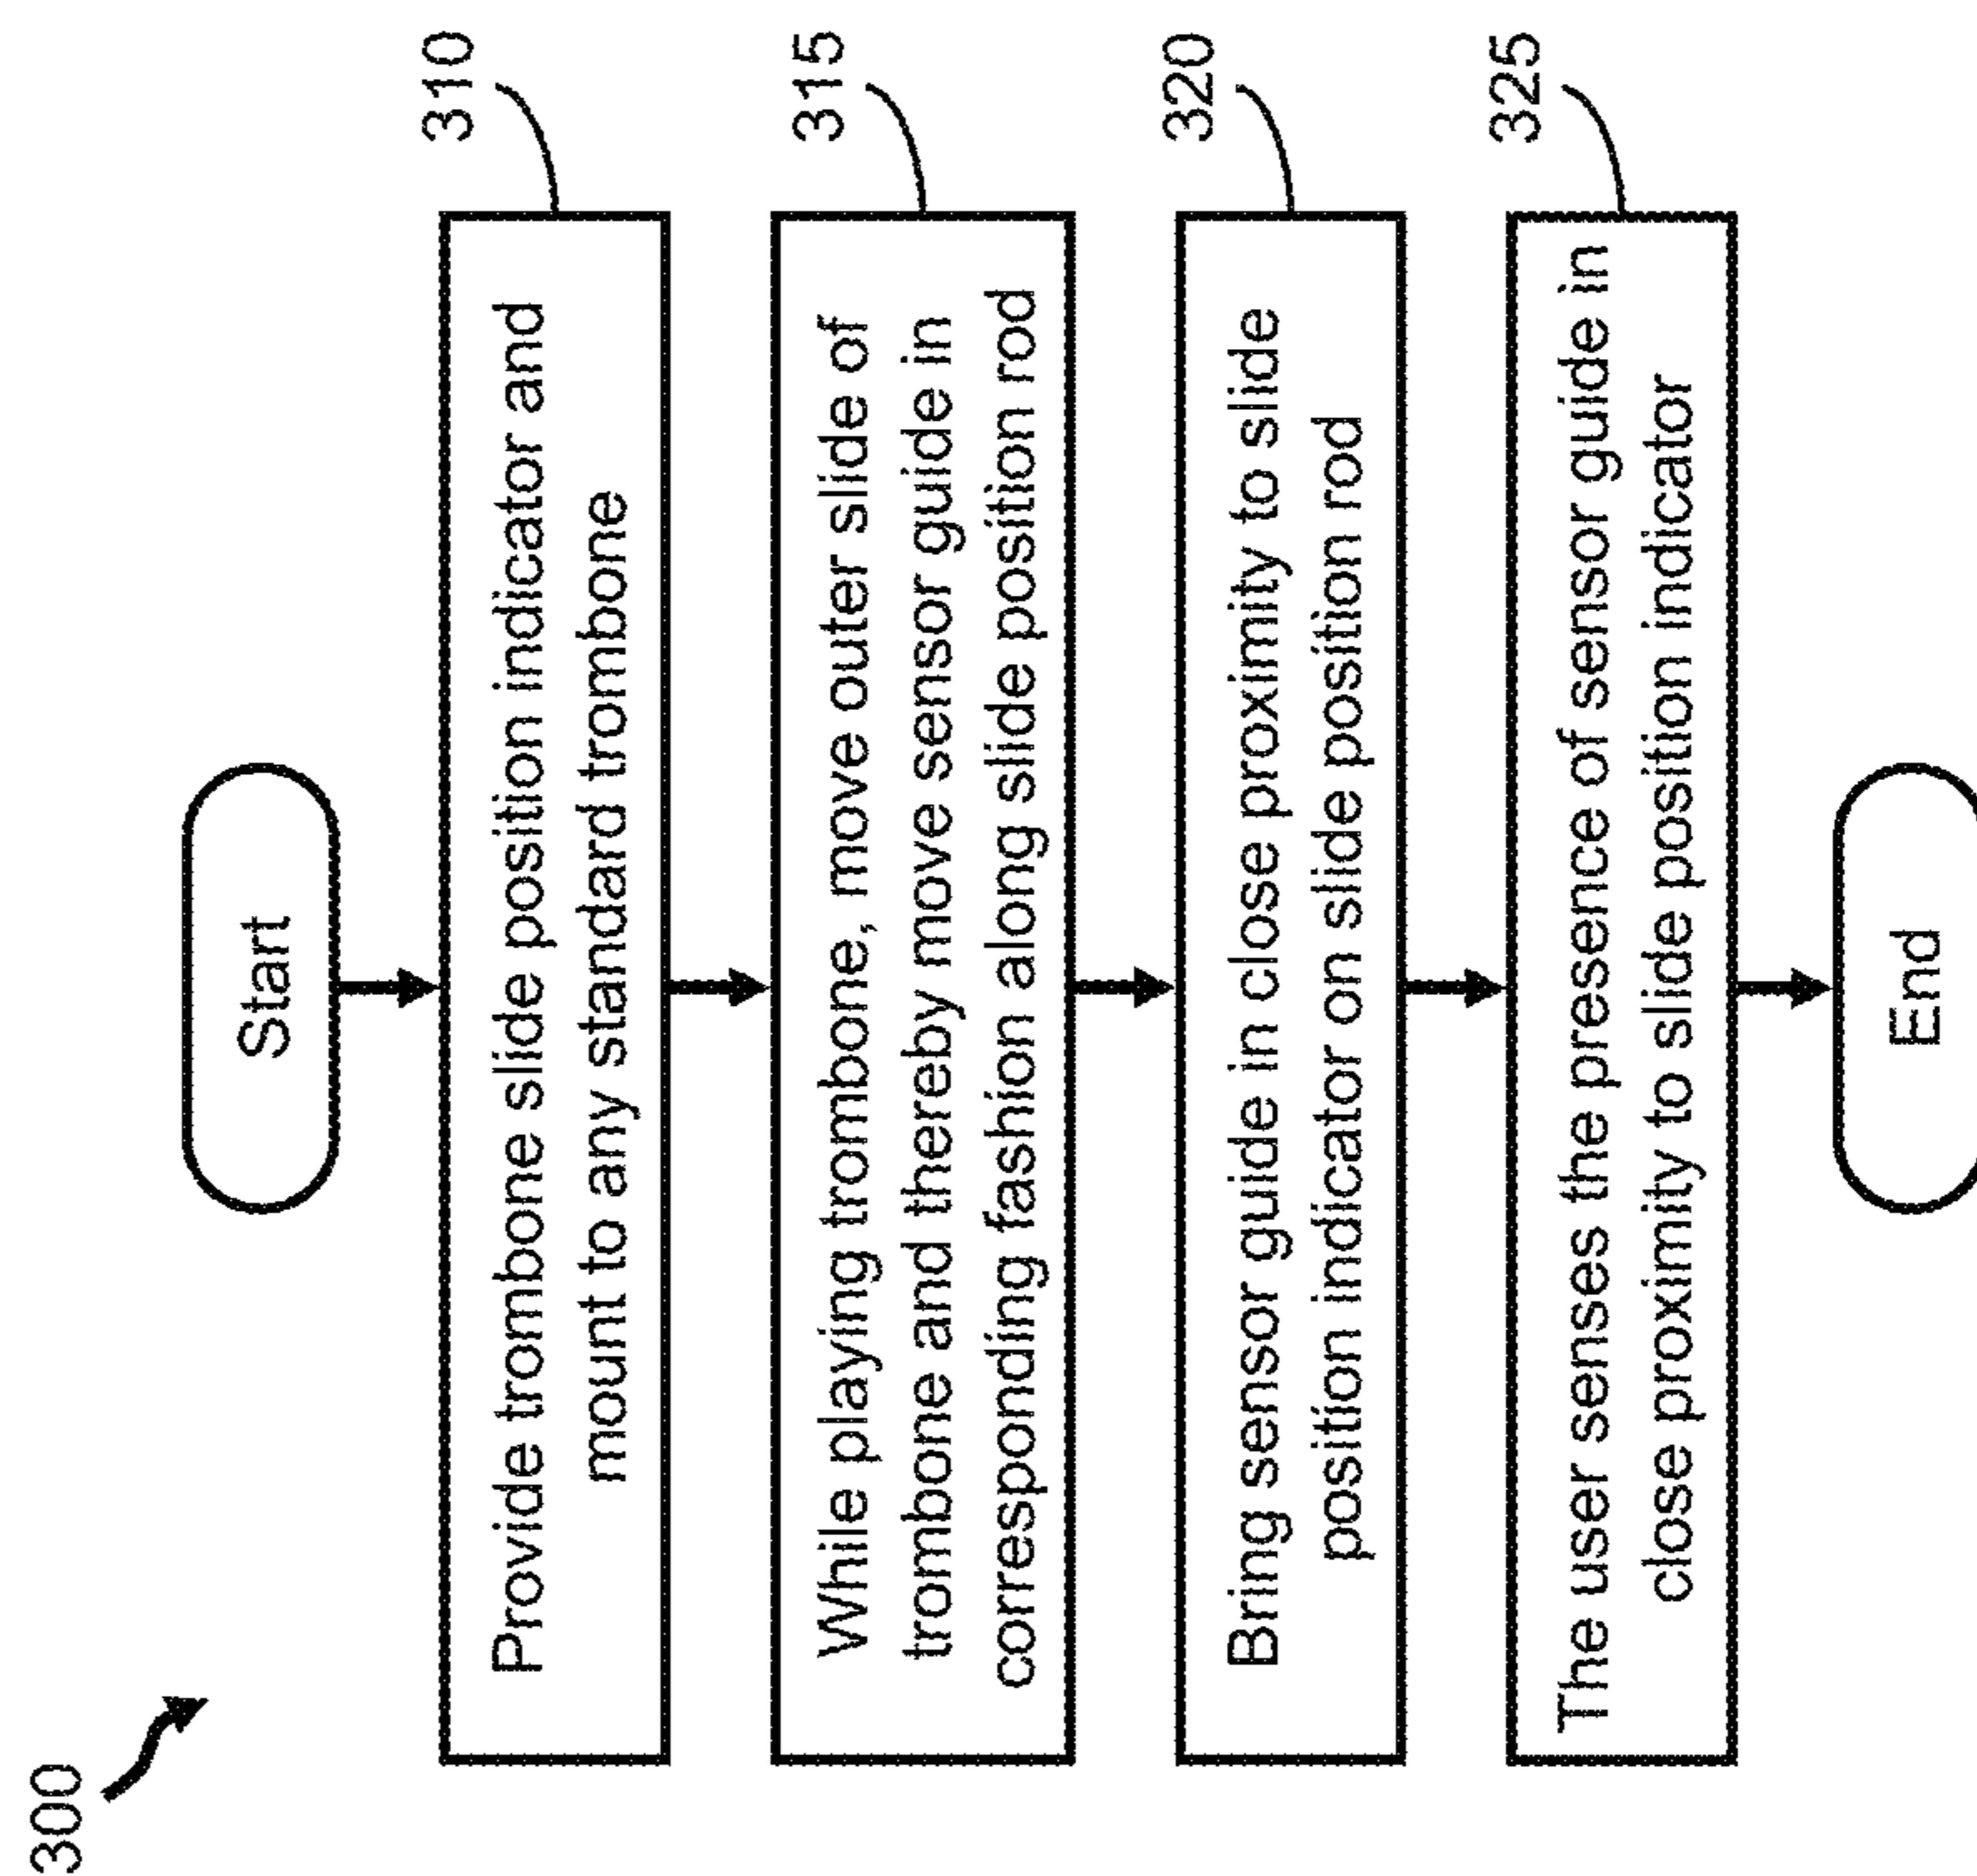 300
Start
Provide trombone slide position indicator and
mount to any standard trombone
310
While playing trombone, move outer slide of
trombone and thereby move sensor guide in
corresponding fashion along slide position rod
315
Bring sensor guide in close proximity to slide
position indicator on slide position rod
320
The user senses the presence of sensor guide in
close proximity to slide position indicator
325
End